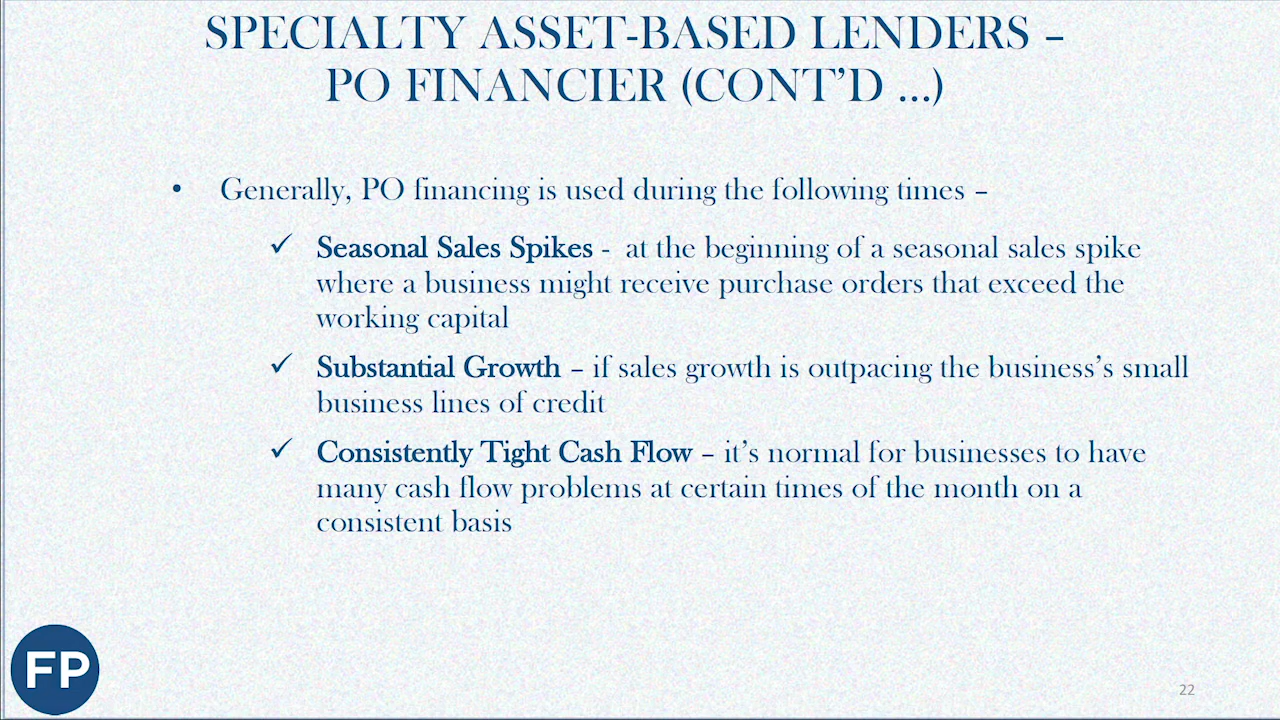 SPECIALTY ASSET-BASED LENDERS –
PO FINANCIER (CONT’D …)
• Generally, PO financing is used during the following times –
✓ Seasonal Sales Spikes - at the beginning of a seasonal sales spike
where a business might receive purchase orders that exceed the
working capital
✓ Substantial Growth – if sales growth is outpacing the business’s small
business lines of credit
✓ Consistently Tight Cash Flow – it’s normal for businesses to have
many cash flow problems at certain times of the month on a
consistent basis
FP
22